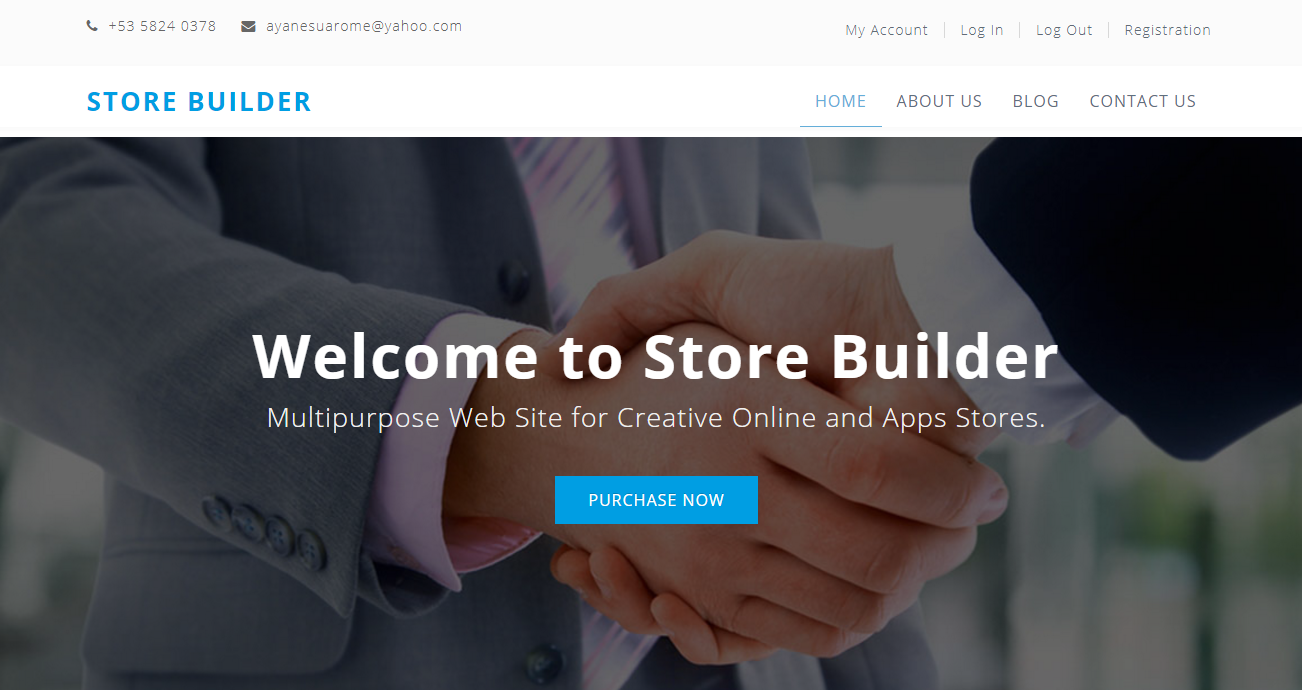 +53 5824 0378 ayanesuarome@yahoo.com
My Account Log In Log Out Registration
STORE BUILDER
HOME ABOUT US BLOG CONTACT US
Welcome to Store Builder
Multipurpose Web Site for Creative Online and Apps Stores.
PURCHASE NOW